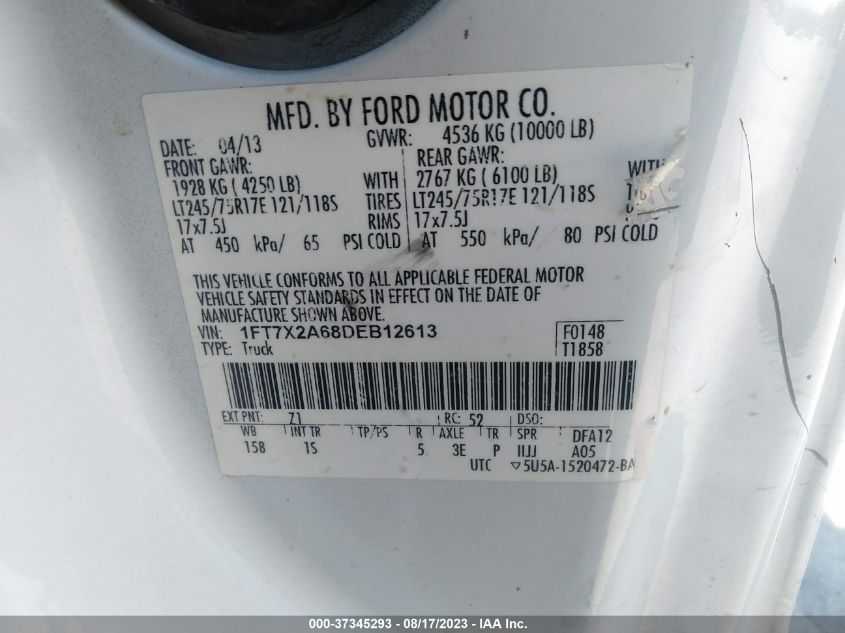 MFD. BY FORD MOTOR CO.
DATE: 04/13 GVWR: 4536 KG (10000 LB)
FRONT GAWR: REAR GAWR: WITH
1928 KG ( 4250 LB) WITH 2767 KG ( 6100 LB)
LT245/75R17E 121/118S TIRES LT245/75R17E 121/118S
17x7.5J RIMS 17x7.5J
AT 450 kPa/ 65 PSI COLD AT 550 kPa/ 80 PSI COLD
THIS VEHICLE CONFORMS TO ALL APPLICABLE FEDERAL MOTOR
VEHICLE SAFETY STANDARDS IN EFFECT ON THE DATE OF
MANUFACTURE SHOWN ABOVE.
VIN: 1FT7X2A68DEB12613 F0148
TYPE: Truck T1858
EXT PNT: Z1 RC: 52 DSO:
WB INT TR TP/PS R AXLE TR SPR DFA12
158 1S 5 3E P IIJJ A05
UTC ▽5U5A-1520472-BA
000-37345293 - 08/17/2023 - IAA Inc.